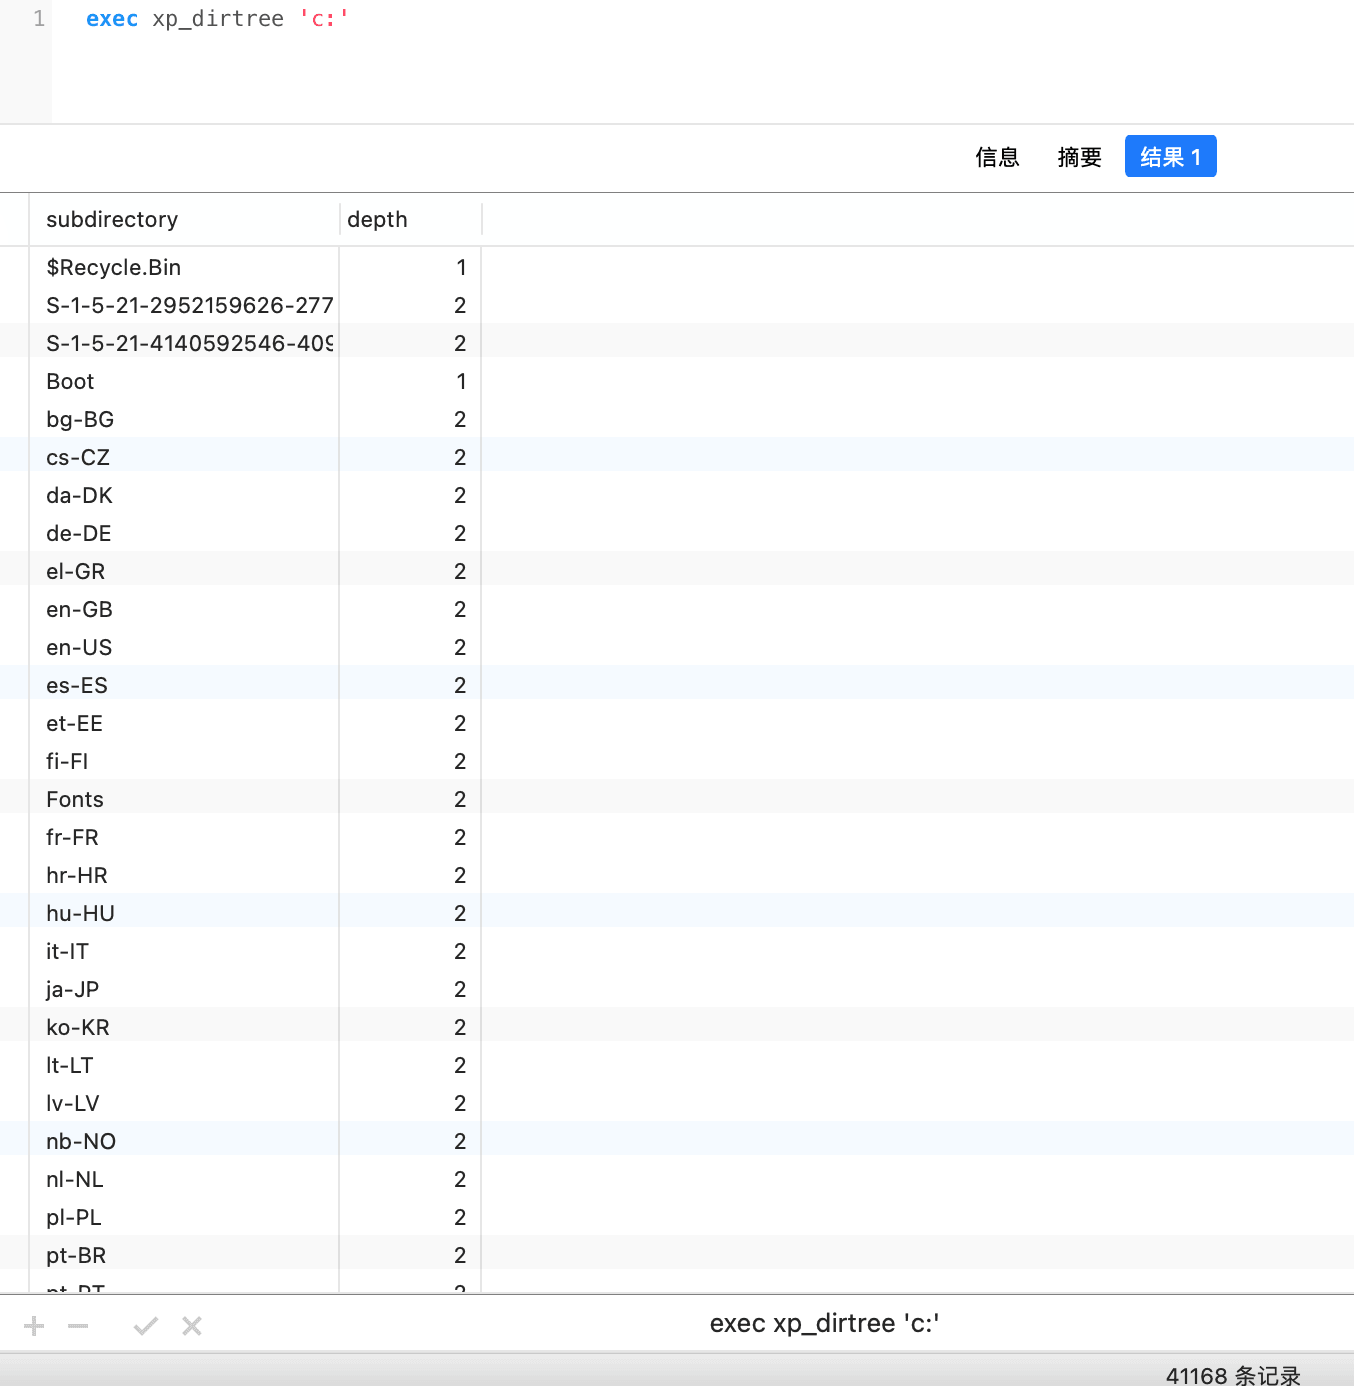 1 exec xp_dirtree 'c:'
信息 摘要 结果 1
subdirectory depth
$Recycle.Bin 1
S-1-5-21-2952159626-277 2
S-1-5-21-4140592546-409 2
Boot 1
bg-BG 2
cs-CZ 2
da-DK 2
de-DE 2
el-GR 2
en-GB 2
en-US 2
es-ES 2
et-EE 2
fi-FI 2
Fonts 2
fr-FR 2
hr-HR 2
hu-HU 2
it-IT 2
ja-JP 2
ko-KR 2
lt-LT 2
lv-LV 2
nb-NO 2
nl-NL 2
pl-PL 2
pt-BR 2
pt-PT 2
exec xp_dirtree 'c:'
41168 条记录